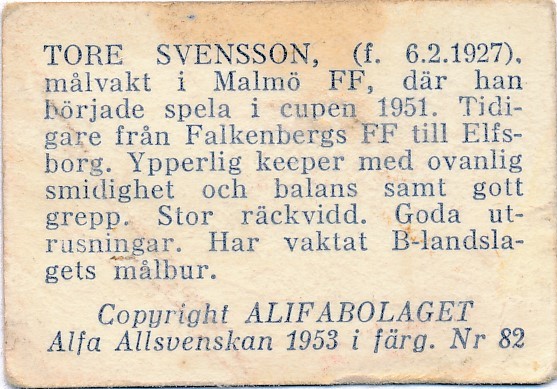 TORE SVENSSON, (f. 6.2.1927),
målvakt i Malmö FF, där han
började spela i cupen 1951. Tidi-
gare från Falkenbergs FF till Elfs-
borg. Ypperlig keeper med ovanlig
smidighet och balans samt gott
grepp. Stor räckvidd. Goda ut-
rusningar. Har vaktat B-landsla-
gets målbur.
Copyright ALIFABOLAGET
Alfa Allsvenskan 1953 i färg. Nr 82